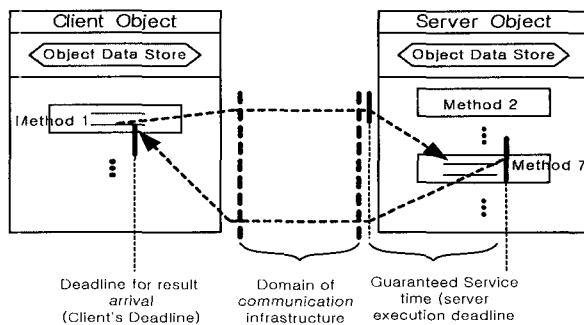 Client Object
Server Object
Object Data Store
Object Data Store
Method 1
Method 2
Method 7
Deadline for result
arrival
(Client's Deadline)
Domain of
communication
infrastructure
Guaranteed Service
time (server
execution deadline